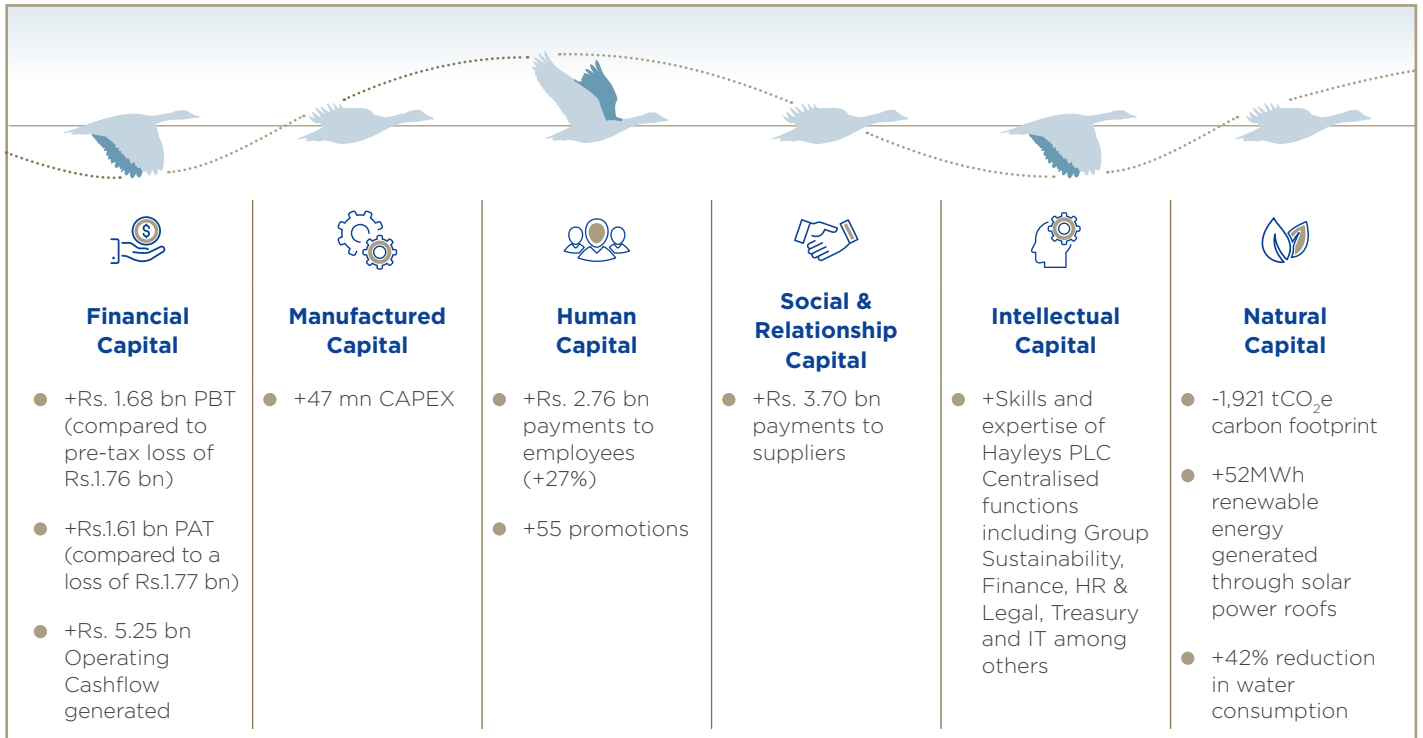 Financial
Capital
+Rs. 1.68 bn PBT
(compared to
pre-tax loss of
Rs.1.76 bn)
+Rs.1.61 bn PAT
(compared to a
loss of Rs.1.77 bn)
+Rs. 5.25 bn
Operating
Cashflow
generated
Manufactured
Capital
+47 mn CAPEX
Human
Capital
+Rs. 2.76 bn
payments to
employees
(+27%)
+55 promotions
Social &
Relationship
Capital
+Rs. 3.70 bn
payments to
suppliers
Intellectual
Capital
+Skills and
expertise of
Hayleys PLC
Centralised
functions
including Group
Sustainability,
Finance, HR &
Legal, Treasury
and IT among
others
Natural
Capital
-1,921 tCO₂e
carbon footprint
+52MWh
renewable
energy
generated
through solar
power roofs
+42% reduction
in water
consumption